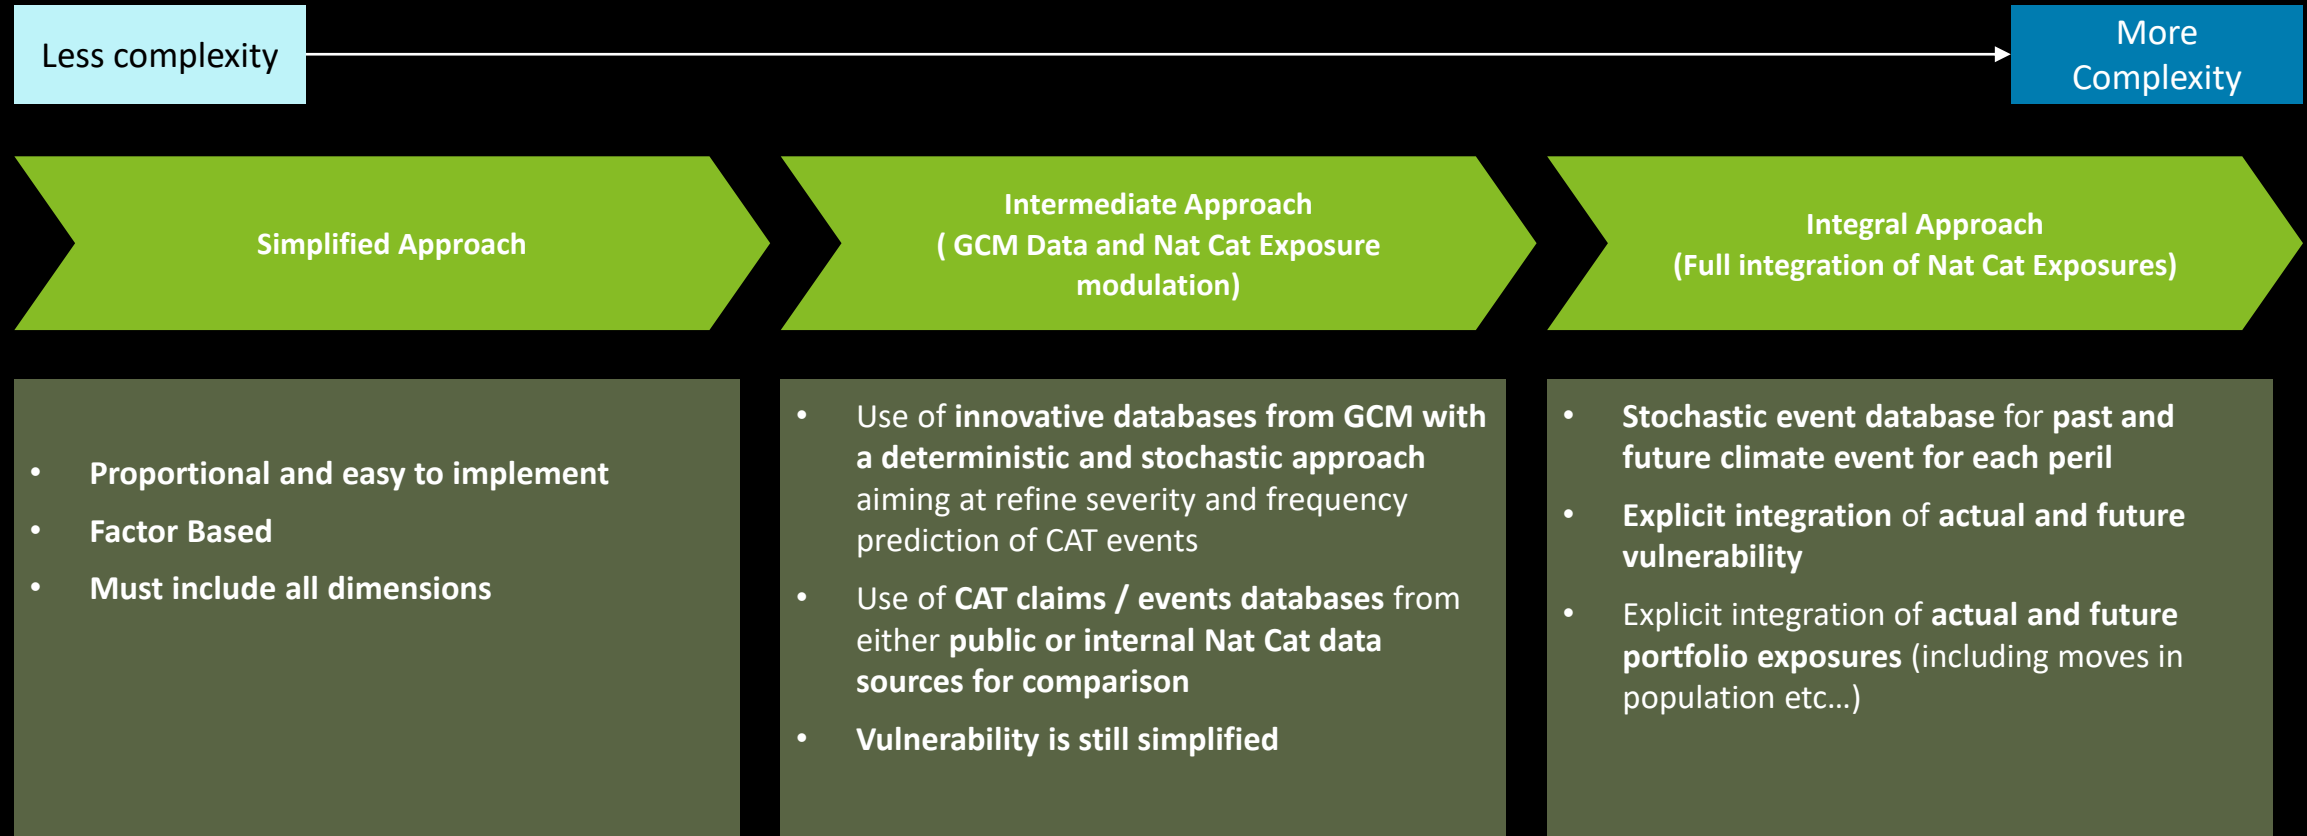 Less complexity
More
Complexity
Simplified Approach
Intermediate Approach
( GCM Data and Nat Cat Exposure
modulation)
Integral Approach
(Full integration of Nat Cat Exposures)
• Proportional and easy to implement
• Factor Based
• Must include all dimensions
• Use of innovative databases from GCM with
a deterministic and stochastic approach
aiming at refine severity and frequency
prediction of CAT events
• Use of CAT claims / events databases from
either public or internal Nat Cat data
sources for comparison
• Vulnerability is still simplified
• Stochastic event database for past and
future climate event for each peril
• Explicit integration of actual and future
vulnerability
• Explicit integration of actual and future
portfolio exposures (including moves in
population etc…)